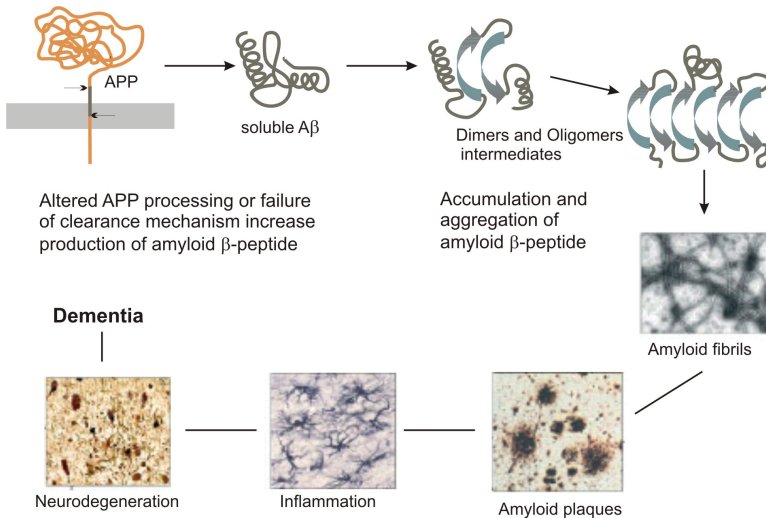 APP
soluble Aβ
Dimers and Oligomers
intermediates
Altered APP processing or failure
of clearance mechanism increase
production of amyloid β-peptide
Accumulation and
aggregation of
amyloid β-peptide
Amyloid fibrils
Dementia
Neurodegeneration
Inflammation
Amyloid plaques